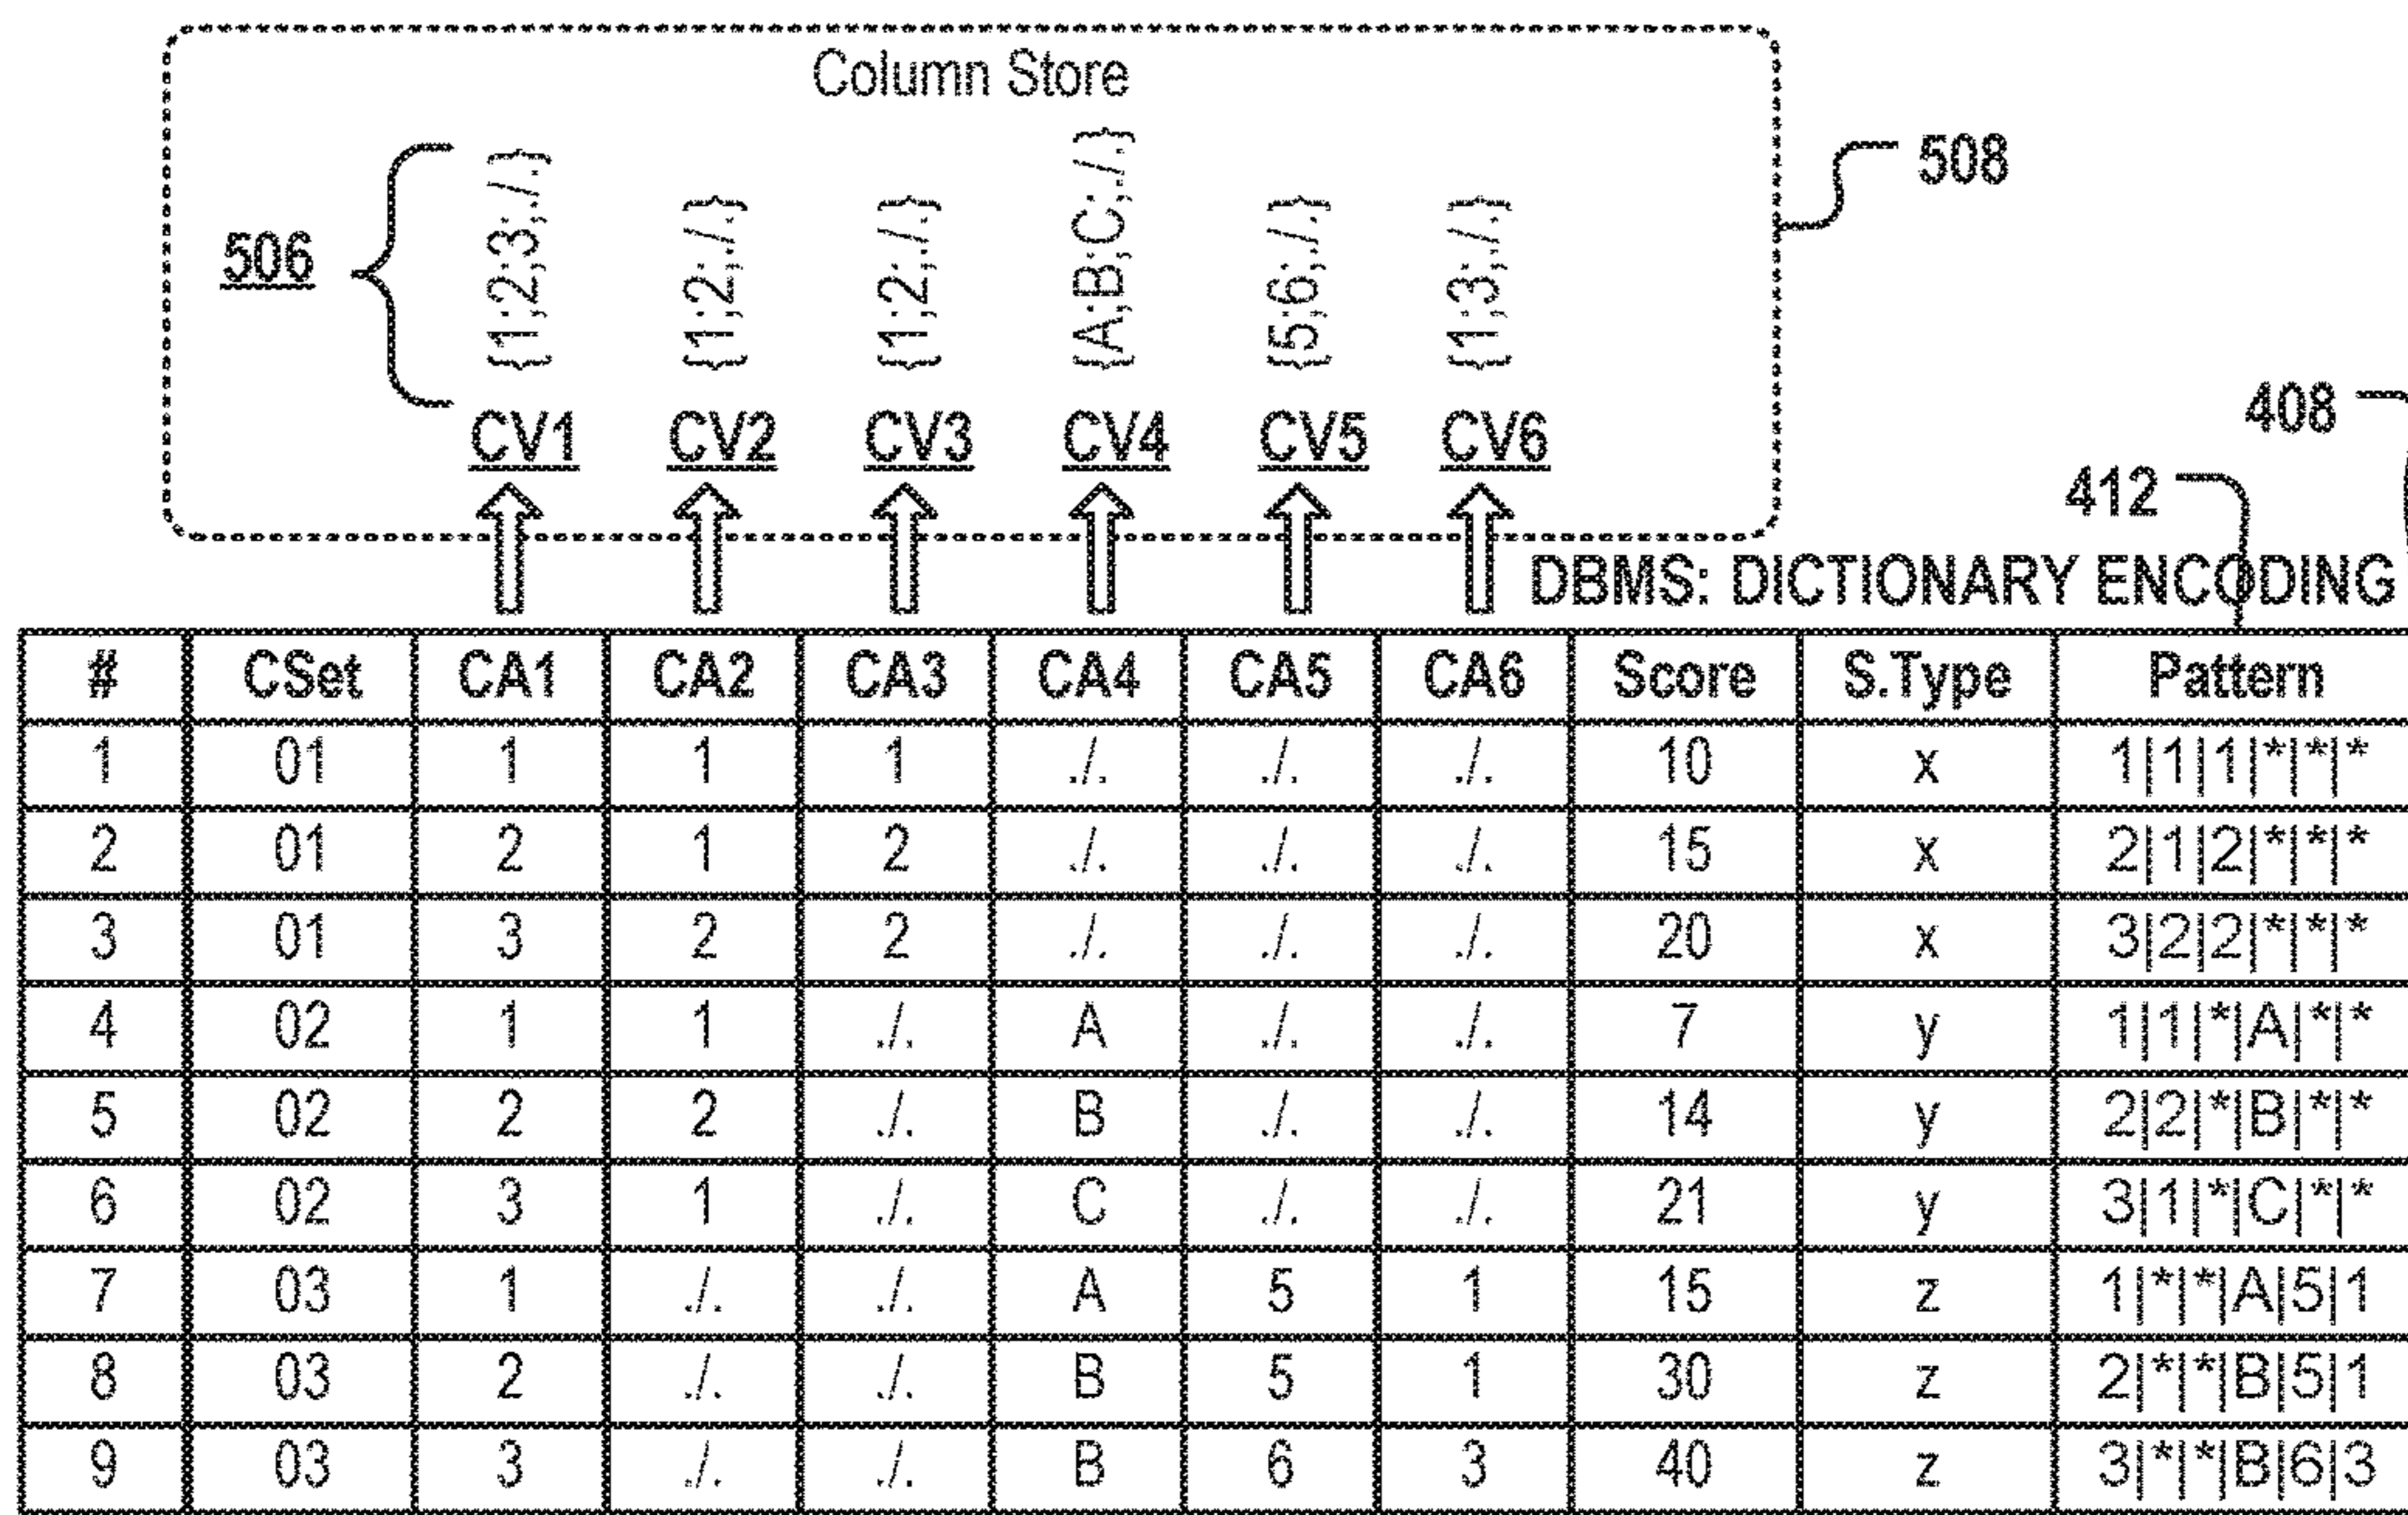 Column Store
508
506
{1;2;3;./.} {1;2;./.} {1;2;./.} {A;B;C;./.} {5;6;./.} {1;3;./.}
CV1 CV2 CV3 CV4 CV5 CV6
408
412
DBMS: DICTIONARY ENCODING
# CSet CA1 CA2 CA3 CA4 CA5 CA6 Score S.Type Pattern
1 01 1 1 1 ./. ./. ./. 10 x 1|1|1|*|*|*
2 01 2 1 2 ./. ./. ./. 15 x 2|1|2|*|*|*
3 01 3 2 2 ./. ./. ./. 20 x 3|2|2|*|*|*
4 02 1 1 ./. A ./. ./. 7 y 1|1|*|A|*|*
5 02 2 2 ./. B ./. ./. 14 y 2|2|*|B|*|*
6 02 3 1 ./. C ./. ./. 21 y 3|1|*|C|*|*
7 03 1 ./. ./. A 5 1 15 z 1|*|*|A|5|1
8 03 2 ./. ./. B 5 1 30 z 2|*|*|B|5|1
9 03 3 ./. ./. B 6 3 40 z 3|*|*|B|6|3